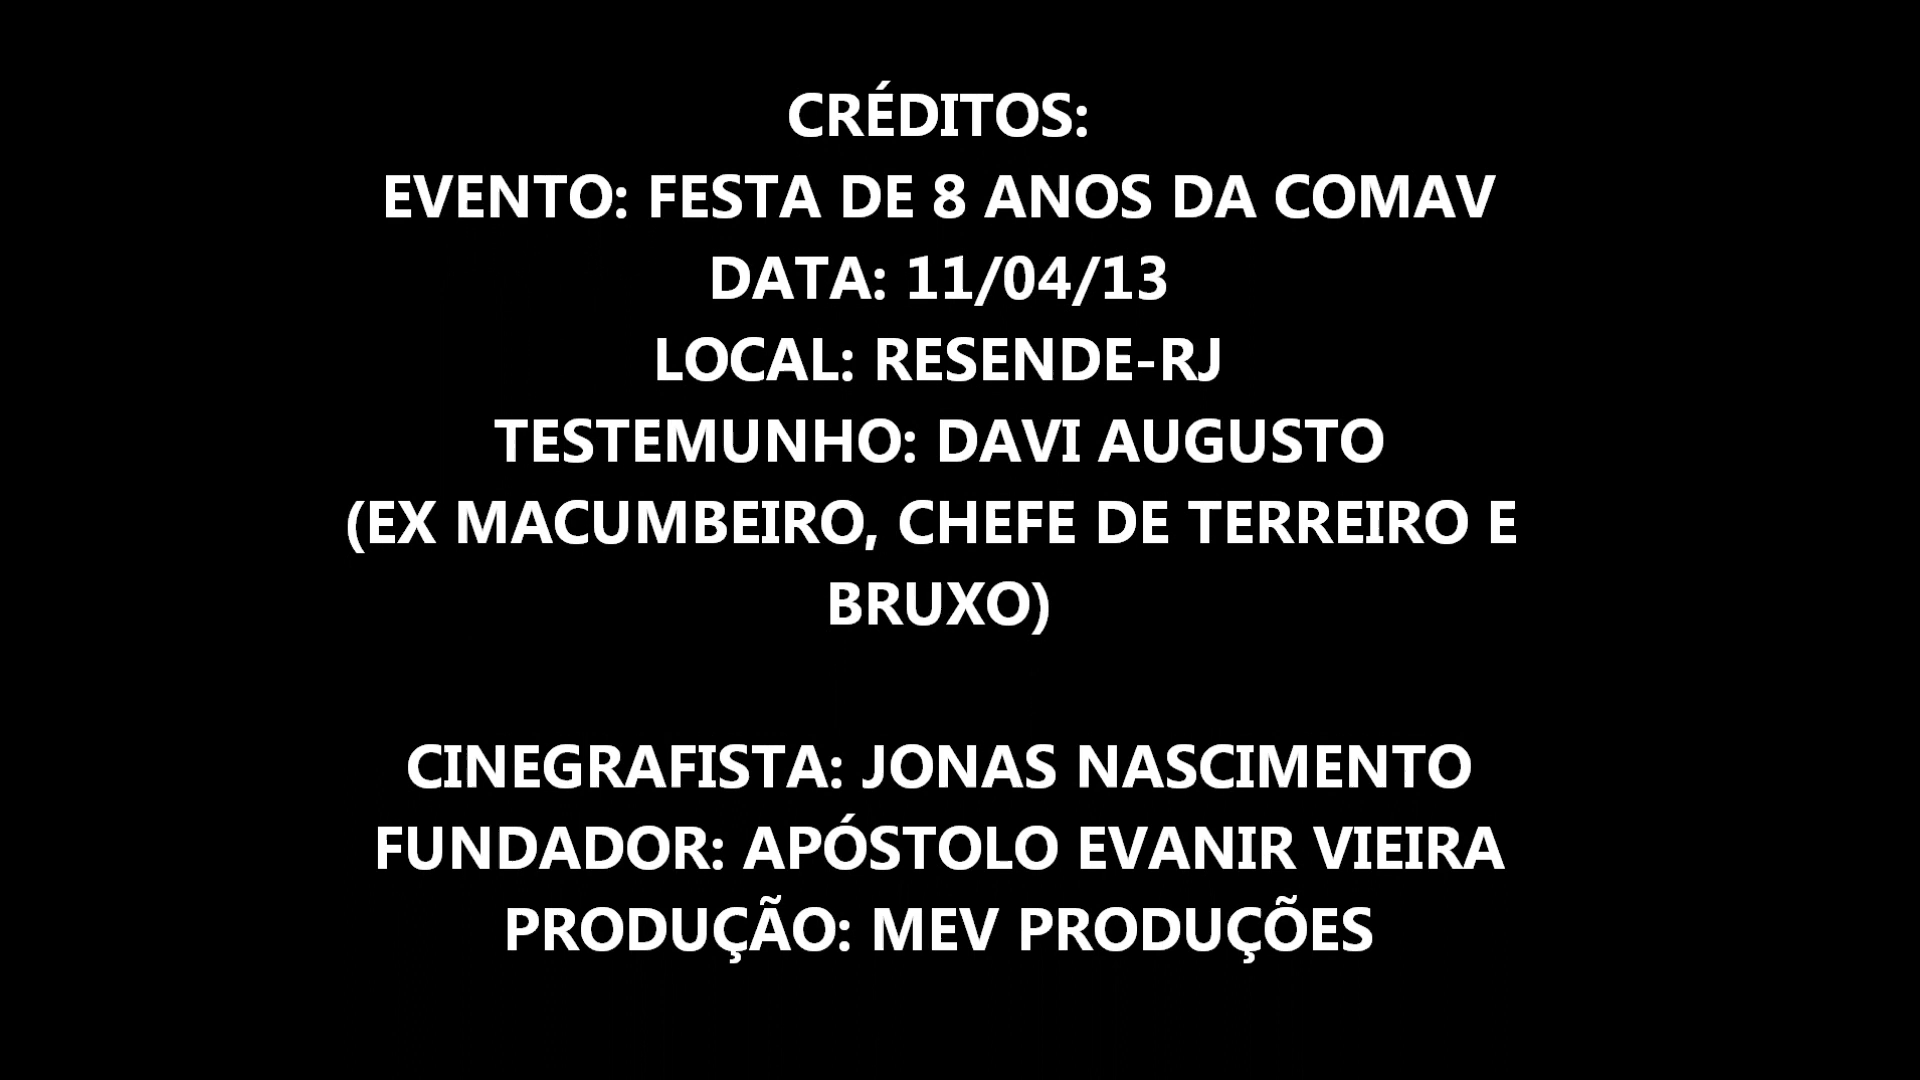 CRÉDITOS:
EVENTO: FESTA DE 8 ANOS DA COMAV
DATA: 11/04/13
LOCAL: RESENDE-RJ
TESTEMUNHO: DAVI AUGUSTO
(EX MACUMBEIRO, CHEFE DE TERREIRO E
BRUXO)
CINEGRAFISTA: JONAS NASCIMENTO
FUNDADOR: APÓSTOLO EVANIR VIEIRA
PRODUÇÃO: MEV PRODUÇÕES